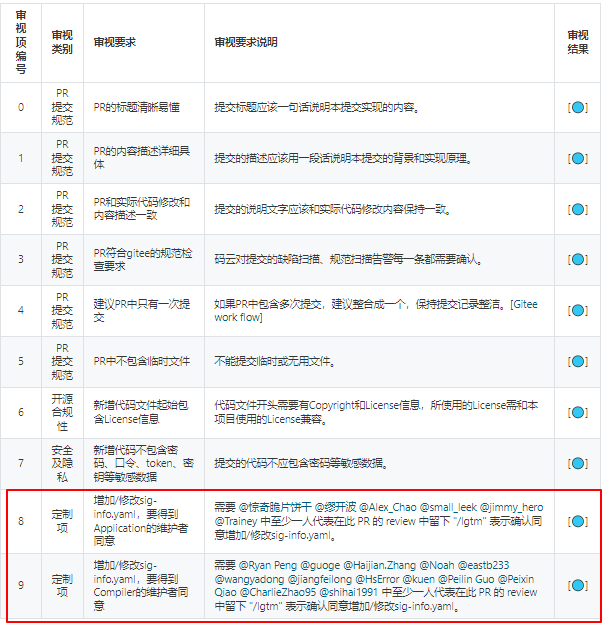 审
视
项
编
号
审视
类别
审视要求
审视要求说明
审视
结果
0
PR
提交
规范
PR的标题清晰易懂
提交标题应该一句话说明本提交实现的内容。
[🔵]
1
PR
提交
规范
PR的内容描述详细具
体
提交的描述应该用一段话说明本提交的背景和实现原理。
[🔵]
2
PR
提交
规范
PR和实际代码修改和
内容描述一致
提交的说明文字应该和实际代码修改内容保持一致。
[🔵]
3
PR
提交
规范
PR符合gitee的规范检
查要求
码云对提交的缺陷扫描、规范扫描告警每一条都需要确认。
[🔵]
4
PR
提交
规范
建议PR中只有一次提
交
如果PR中包含多次提交，建议整合成一个，保持提交记录整洁。[Gitee
work flow]
[🔵]
5
PR
提交
规范
PR中不包含临时文件
不能提交临时或无用文件。
[🔵]
6
开源
合规
性
新增代码文件起始包
含License信息
代码文件开头需要有Copyright和License信息，所使用的License需和本
项目使用的License兼容。
[🔵]
7
安全
及隐
私
新增代码不包含密
码、口令、token、密
钥等敏感数据
提交的代码不应包含密码等敏感数据。
[🔵]
8
定制
项
增加/修改sig-
info.yaml，要得到
Application的维护者
同意
需要 @惊奇脆片饼干 @缪开波 @Alex_Chao @small_leek @jimmy_hero
@Trainey 中至少一人代表在此 PR 的 review 中留下 "/lgtm" 表示确认同
意增加/修改sig-info.yaml。
[🔵]
9
定制
项
增加/修改sig-
info.yaml，要得到
Compiler的维护者同
意
需要 @Ryan Peng @guoge @Haijian.Zhang @Noah @eastb233
@wangyadong @jiangfeilong @HsError @kuen @Peilin Guo @Peixin
Qiao @CharlieZhao95 @shihai1991 中至少一人代表在此 PR 的 review
中留下 "/lgtm" 表示确认同意增加/修改sig-info.yaml。
[🔵]